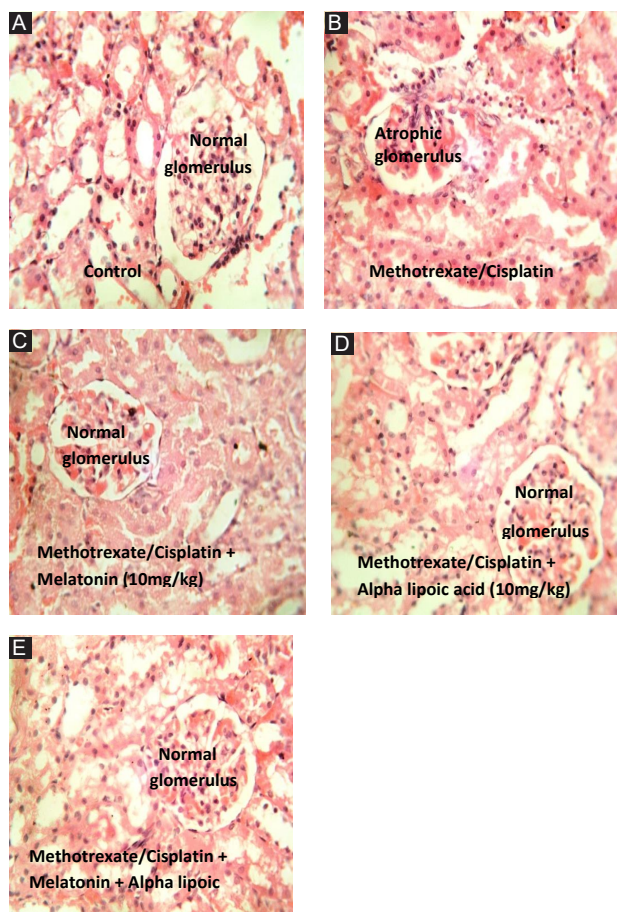 A
Normal
glomerulus
Control
B
Atrophic
glomerulus
Methotrexate/Cisplatin
C
Normal
glomerulus
Methotrexate/Cisplatin +
Melatonin (10mg/kg)
D
Normal
glomerulus
Methotrexate/Cisplatin +
Alpha lipoic acid (10mg/kg)
E
Normal
glomerulus
Methotrexate/Cisplatin +
Melatonin + Alpha lipoic